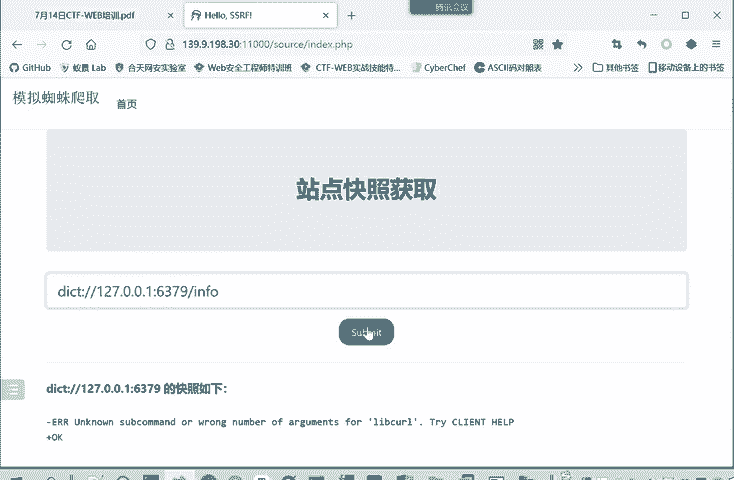 腾讯会议
7月14日CTF-WEB培训.pdf
Hello, SSRF!
139.9.198.30:11000/source/index.php
GitHub
蚁景 Lab
合天网安实验室
Web安全工程师特训班
CTF-WEB实战技能特...
CyberChef
ASCII码对照表
其他书签
移动设备上的书签
模拟蜘蛛爬取
首页
站点快照获取
dict://127.0.0.1:6379/info
Submit
dict://127.0.0.1:6379 的快照如下：
-ERR Unknown subcommand or wrong number of arguments for 'libcurl'. Try CLIENT HELP
+OK